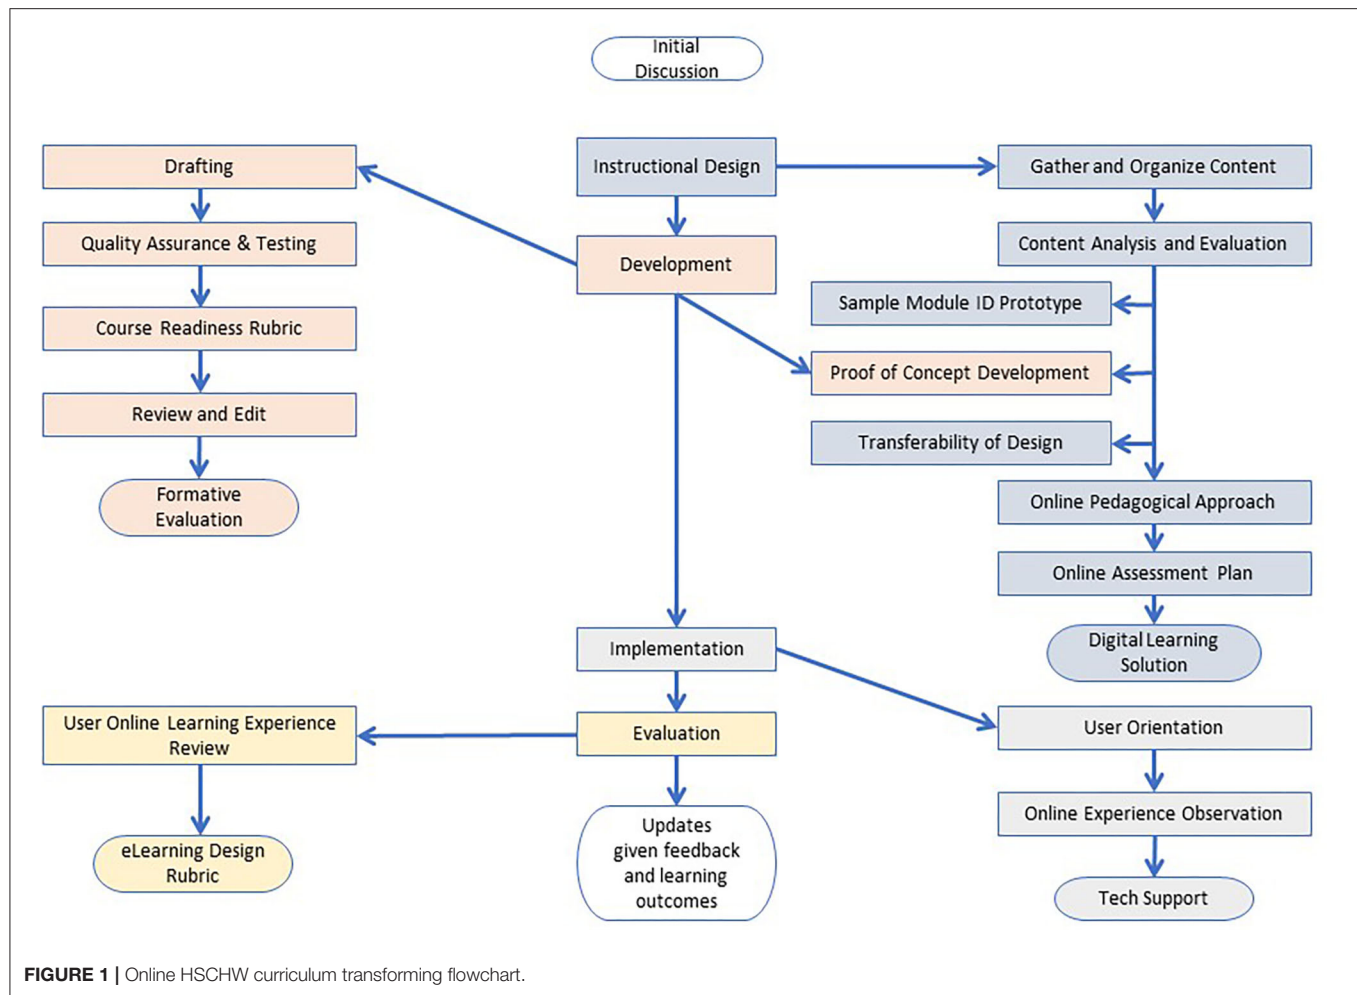 Initial
Discussion
Drafting
Instructional Design
Gather and Organize Content
Quality Assurance & Testing
Development
Content Analysis and Evaluation
Sample Module ID Prototype
Course Readiness Rubric
Proof of Concept Development
Review and Edit
Transferability of Design
Formative
Evaluation
Online Pedagogical Approach
Online Assessment Plan
Implementation
Digital Learning
Solution
User Online Learning Experience
Review
Evaluation
User Orientation
Online Experience Observation
eLearning Design
Rubric
Updates
given feedback
and learning
outcomes
Tech Support
FIGURE 1 | Online HSCHW curriculum transforming flowchart.